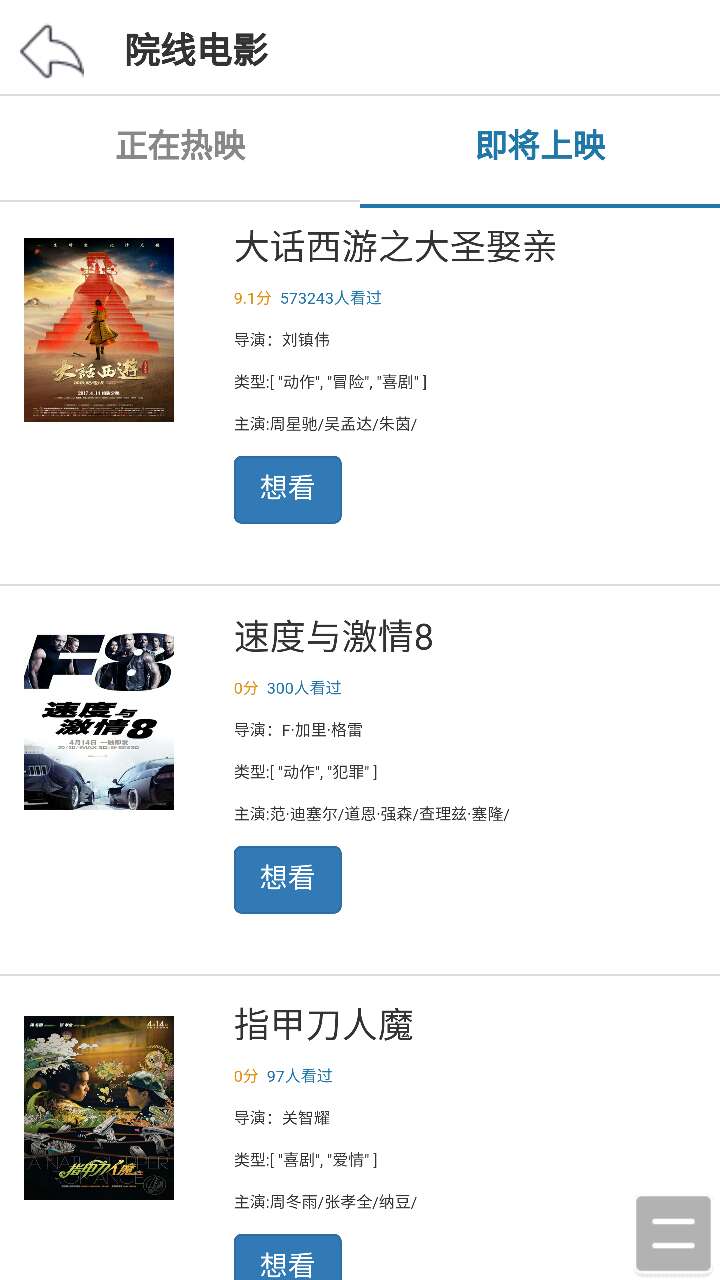 院线电影
正在热映
即将上映
大话西游之大圣娶亲
9.1分 573243人看过
导演：刘镇伟
类型:[ "动作", "冒险", "喜剧" ]
主演:周星驰/吴孟达/朱茵/
想看
大話西遊
速度与激情8
0分 300人看过
导演：F·加里·格雷
类型:[ "动作", "犯罪" ]
主演:范·迪塞尔/道恩·强森/查理兹·塞隆/
想看
F8
速度与
激情8
指甲刀人魔
0分 97人看过
导演：关智耀
类型:[ "喜剧", "爱情" ]
主演:周冬雨/张孝全/纳豆/
想看
4·14
指甲刀人魔